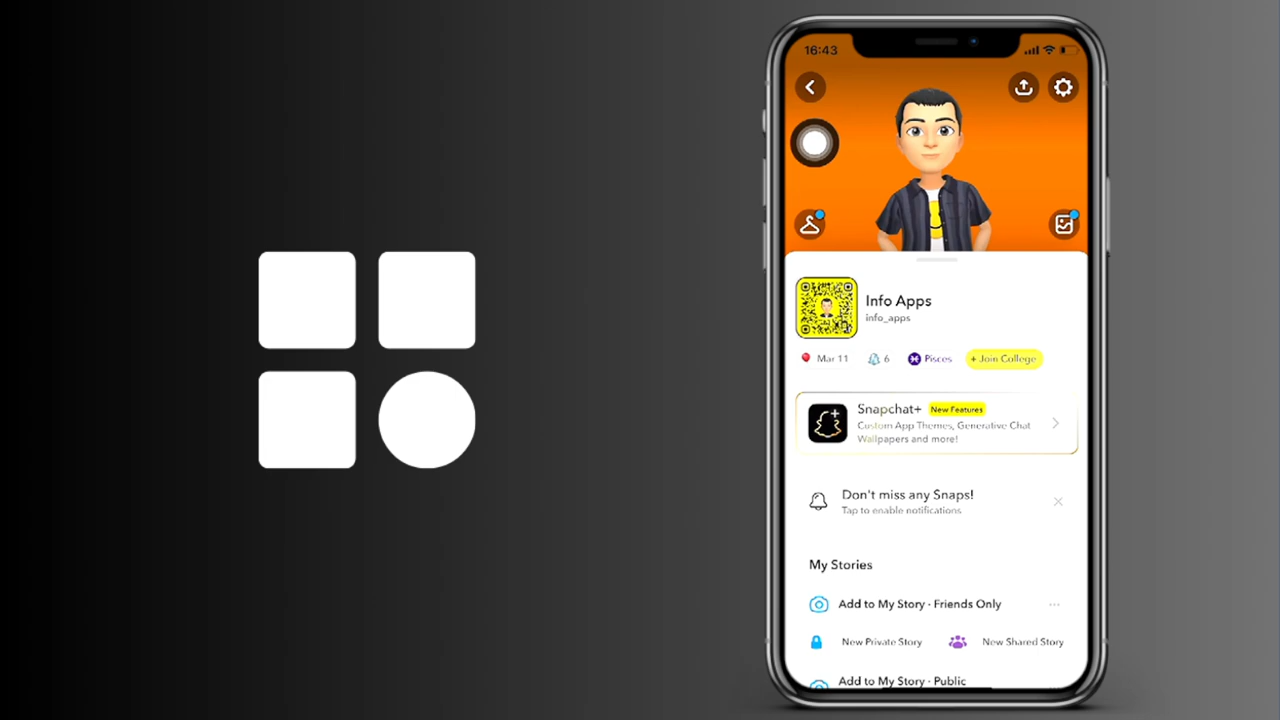 16:43
Info Apps
info_apps
Mar 11
6
Pisces
+ Join College
Snapchat+ New Features
Custom App Themes, Generative Chat
Wallpapers and more!
Don't miss any Snaps!
Tap to enable notifications
My Stories
Add to My Story · Friends Only
New Private Story
New Shared Story
Add to My Story · Public